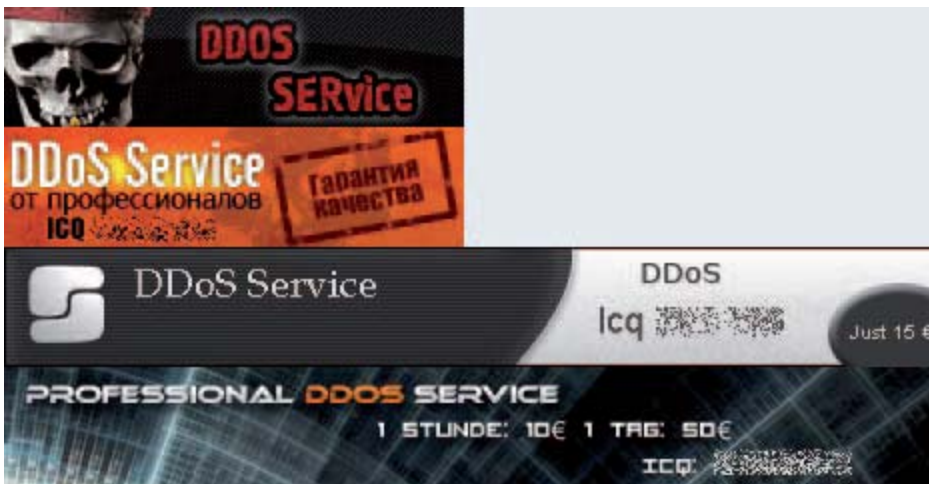 DDOS
SERvice
DDoS Service
от профессионалов
ICQ
Гарантия
качества
DDoS Service
DDoS
Icq
Just 15 €
PROFESSIONAL DDOS SERVICE
1 STUNDE: 10€ 1 TAG: 50€
ICQ: